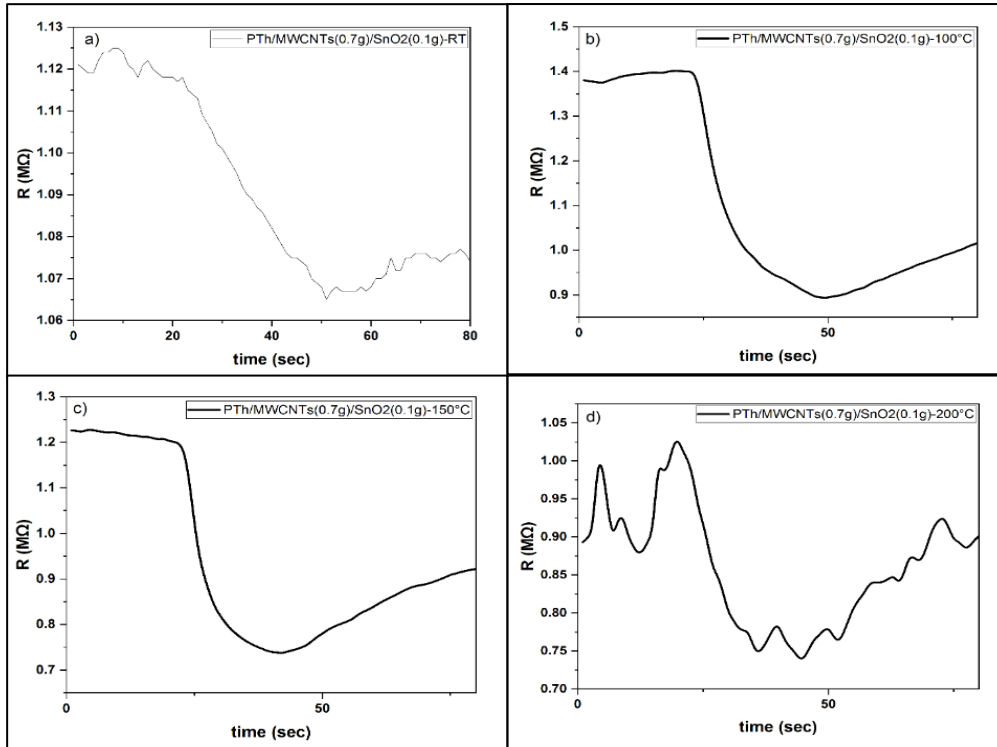 a)
PTh/MWCNTs(0.7g)/SnO2(0.1g)-RT
1.13
1.12
1.11
1.10
1.09
1.08
1.07
1.06
R (MΩ)
0
20
40
60
80
time (sec)
b)
PTh/MWCNTs(0.7g)/SnO2(0.1g)-100°C
1.5
1.4
1.3
1.2
1.1
1.0
0.9
R (MΩ)
0
50
time (sec)
c)
PTh/MWCNTs(0.7g)/SnO2(0.1g)-150°C
1.3
1.2
1.1
1.0
0.9
0.8
0.7
R (MΩ)
0
50
time (sec)
d)
PTh/MWCNTs(0.7g)/SnO2(0.1g)-200°C
1.05
1.00
0.95
0.90
0.85
0.80
0.75
0.70
R (MΩ)
0
50
time (sec)